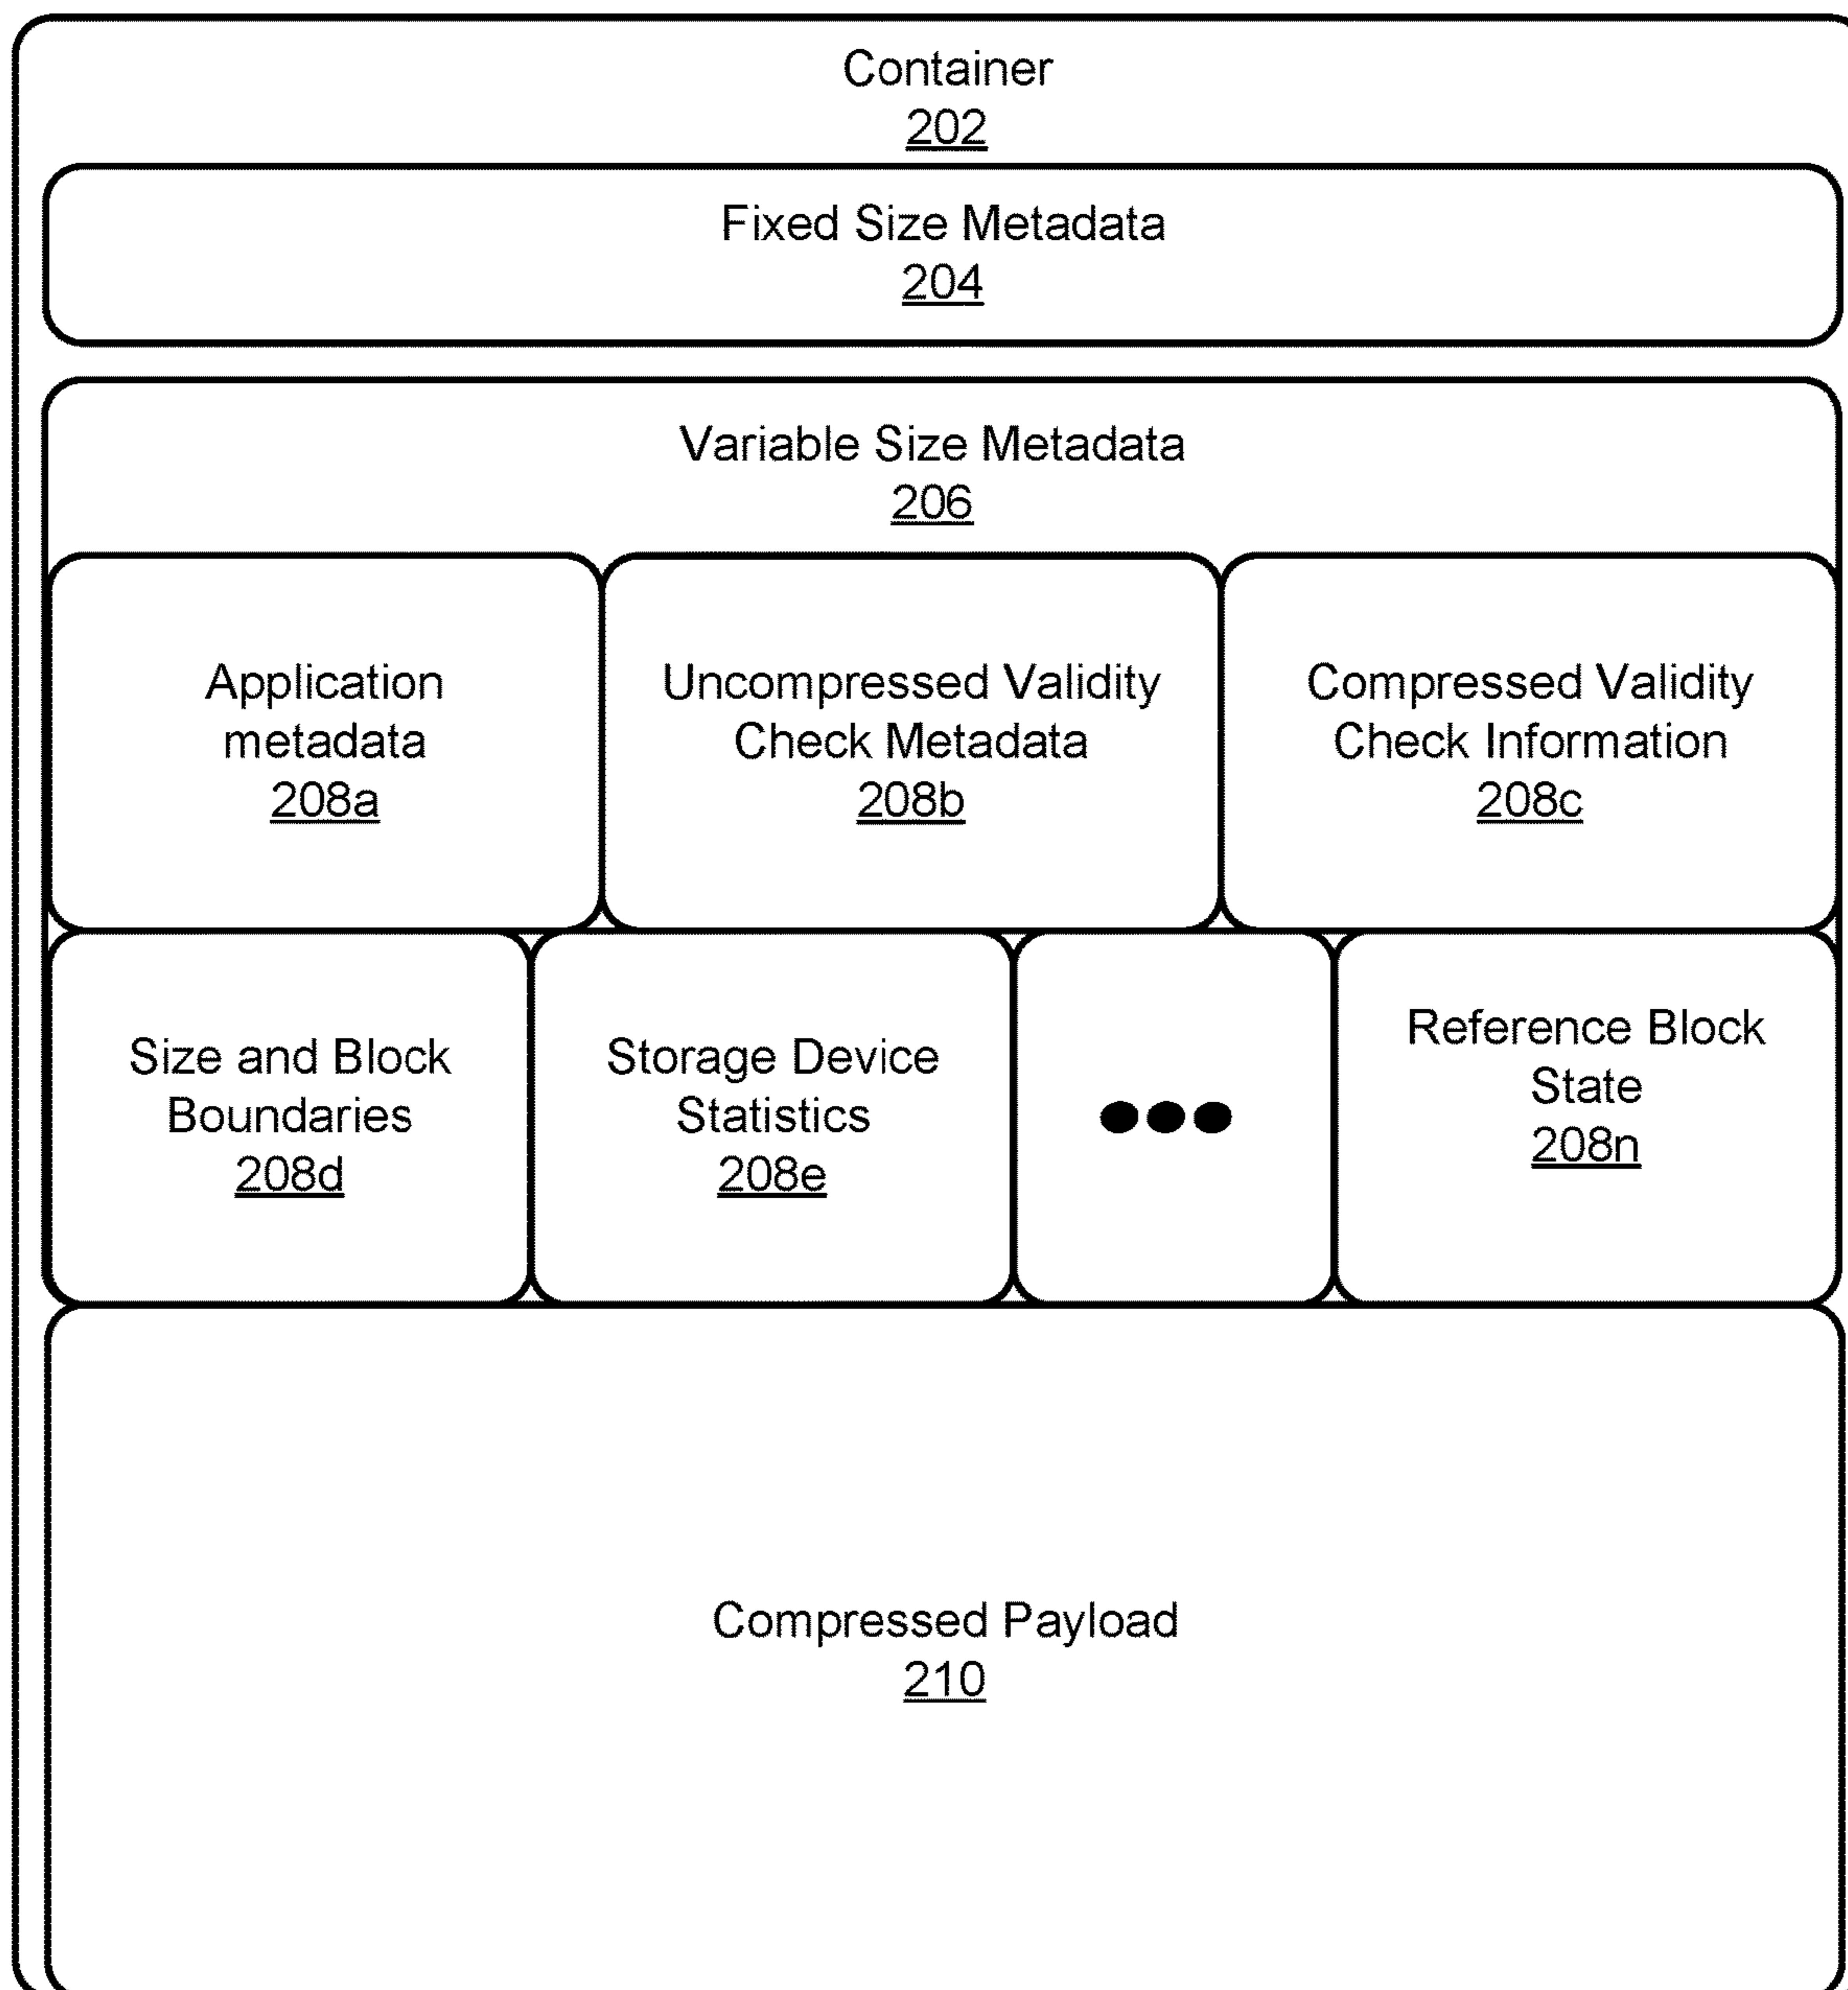 Container
202
Fixed Size Metadata
204
Variable Size Metadata
206
Application
metadata
208a
Uncompressed Validity
Check Metadata
208b
Compressed Validity
Check Information
208c
Size and Block
Boundaries
208d
Storage Device
Statistics
208e
●●●
Reference Block
State
208n
Compressed Payload
210